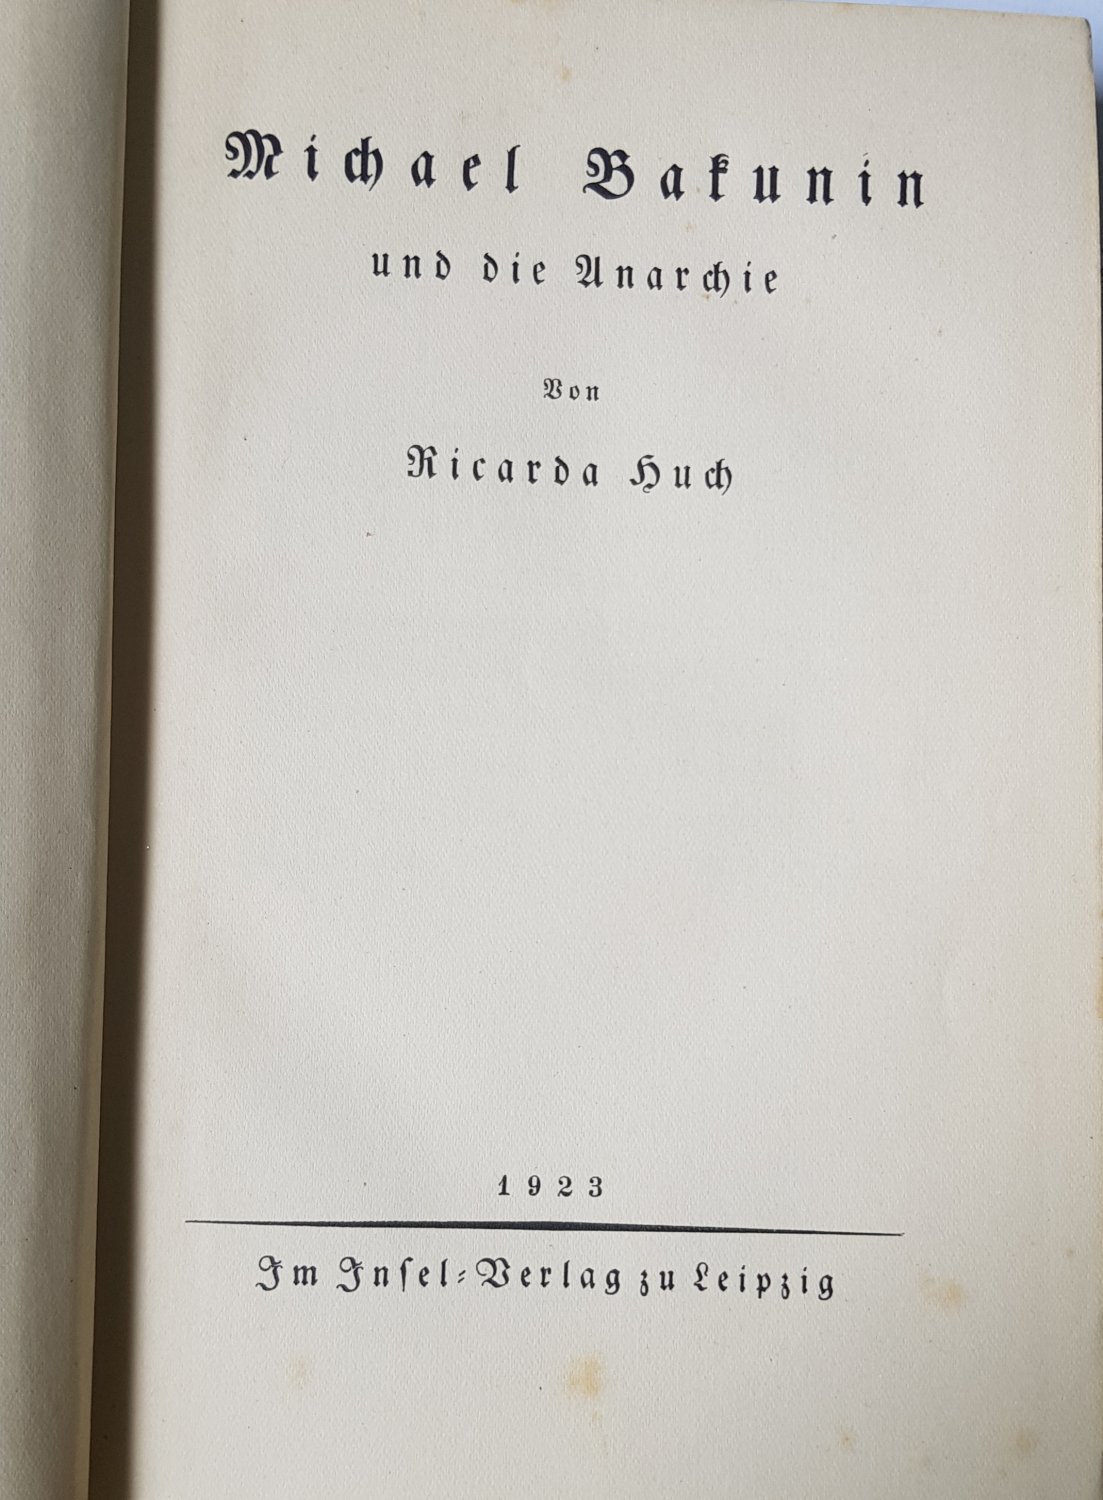 Michael Bakunin
und die Anarchie
Von
Ricarda Huch
1923
Im Insel-Verlag zu Leipzig